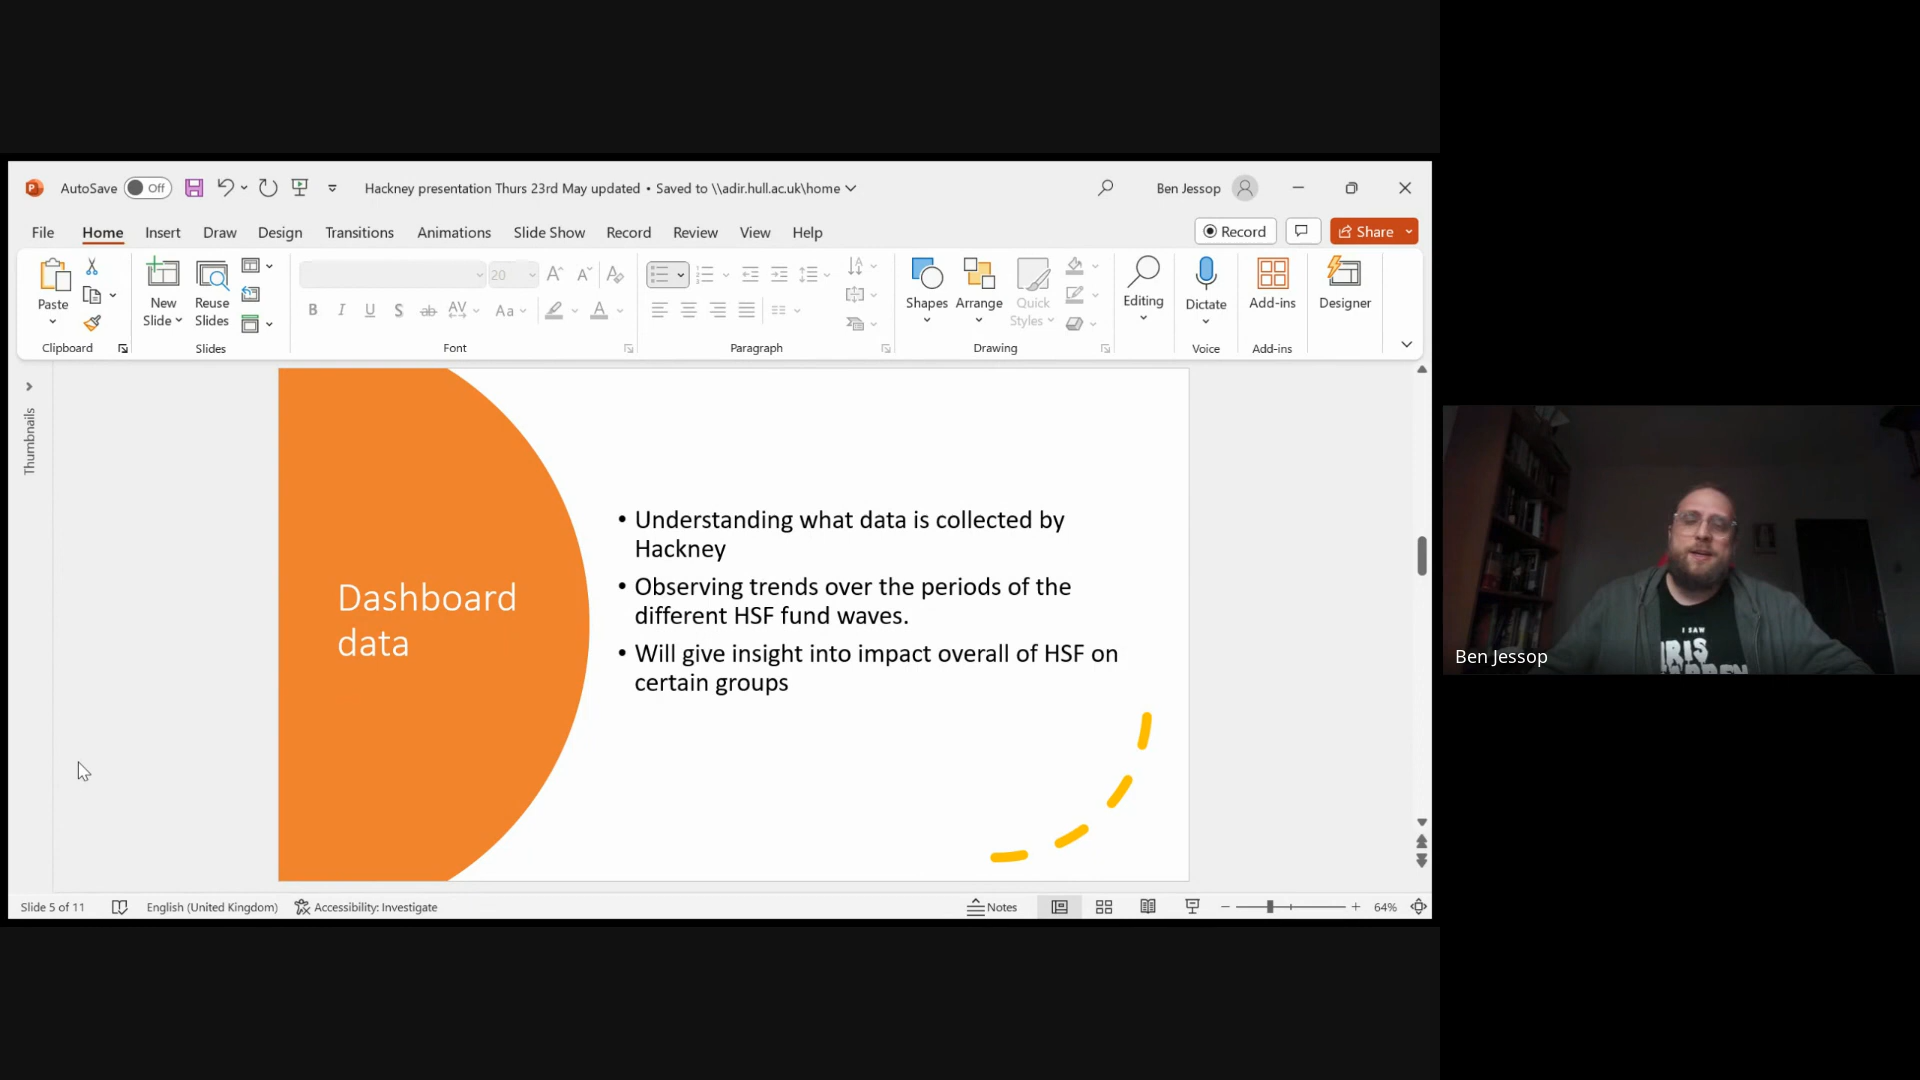 AutoSave Off Hackney presentation Thurs 23rd May updated • Saved to \\adir.hull.ac.uk\home Ben Jessop
File Home Insert Draw Design Transitions Animations Slide Show Record Review View Help Record Share
Paste New Slide Reuse Slides 20 Shapes Arrange Quick Styles Editing Dictate Add-ins Designer
B I U S ab AV Aa A
Clipboard Slides Font Paragraph Drawing Voice Add-ins
Thumbnails
Dashboard
data
• Understanding what data is collected by
Hackney
• Observing trends over the periods of the
different HSF fund waves.
• Will give insight into impact overall of HSF on
certain groups
Slide 5 of 11 English (United Kingdom) Accessibility: Investigate Notes 64%
I SAW
Ben Jessop